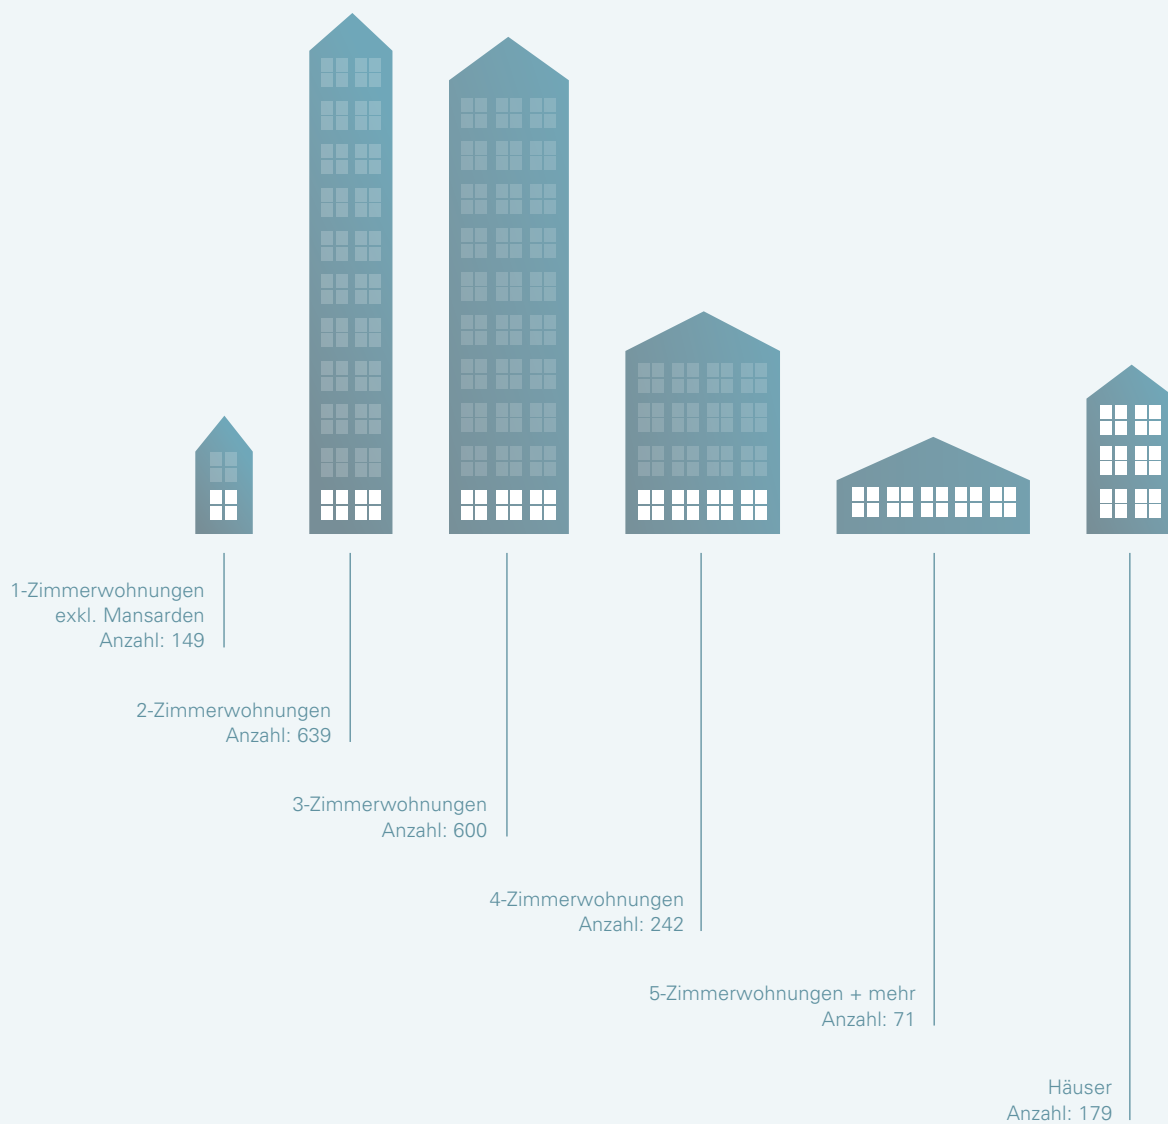 1-Zimmerwohnungen
exkl. Mansarden
Anzahl: 149
2-Zimmerwohnungen
Anzahl: 639
3-Zimmerwohnungen
Anzahl: 600
4-Zimmerwohnungen
Anzahl: 242
5-Zimmerwohnungen + mehr
Anzahl: 71
Häuser
Anzahl: 179